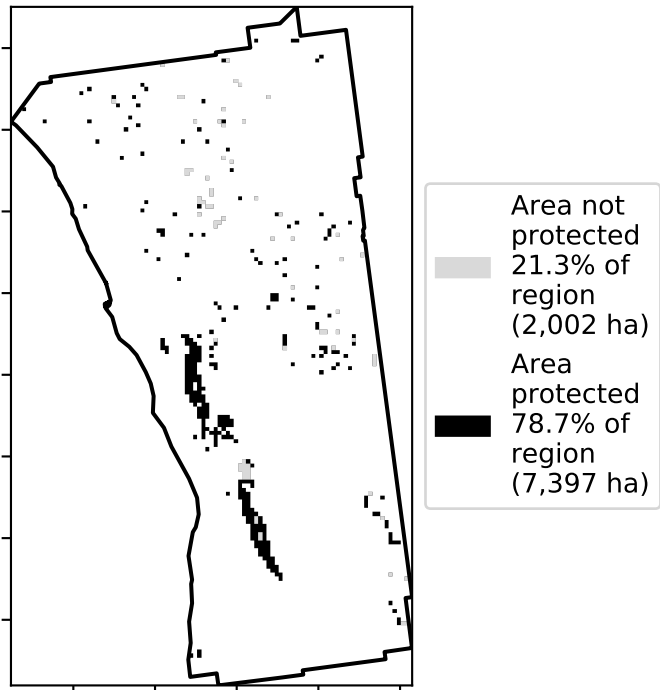 Area not
protected
21.3% of
region
(2,002 ha)
Area
protected
78.7% of
region
(7,397 ha)